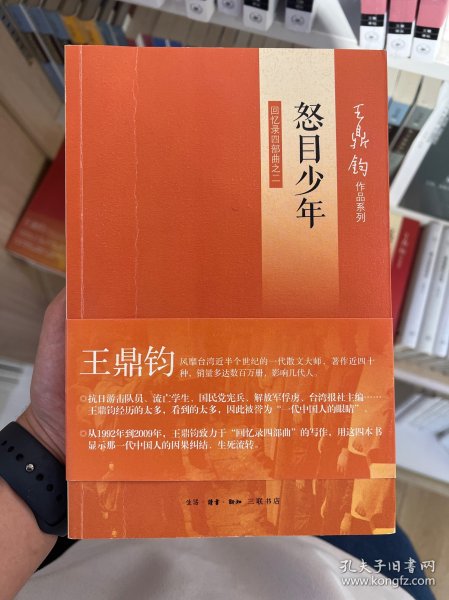 王鼎钧
作品系列
怒目少年
回忆录四部曲之二
王鼎钧
风靡台湾近半个世纪的一代散文大师，著作近四十
种，销量多达数百万册，影响几代人。
抗日游击队员、流亡学生、国民党宪兵、解放军俘虏、台湾报社主编……
王鼎钧经历的太多，看到的太多，因此被誉为“一代中国人的眼睛”。
从1992年到2009年，王鼎钧致力于“回忆录四部曲”的写作，用这四本书
显示那一代中国人的因果纠结、生死流转。
生活·读书·新知 三联书店
孔夫子旧书网
www.kongfz.com